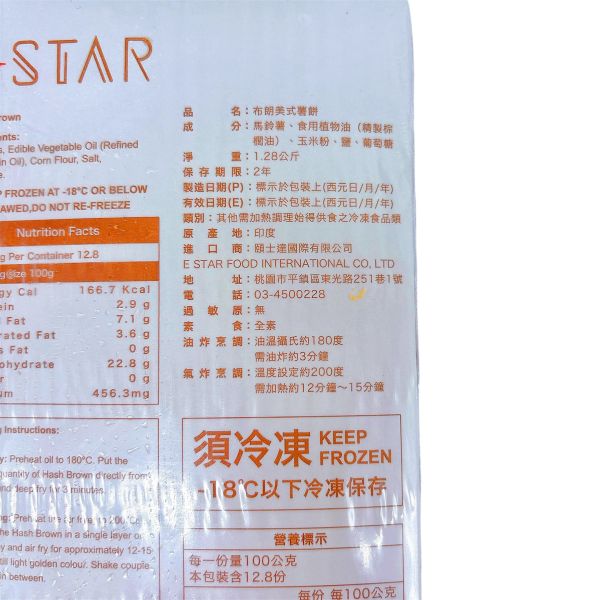 STAR
rown
ents:
s, Edible Vegetable Oil (Refined
n Oil), Corn Flour, Salt,
e.
P FROZEN AT -18°C OR BELOW
AWED,DO NOT RE-FREEZE
Nutrition Facts
g Per Container 12.8
g size 100g
gy Cal 166.7 Kcal
ein 2.9 g
l Fat 7.1 g
rated Fat 3.6 g
s Fat 0 g
ohydrate 22.8 g
r 0 g
um 456.3mg
g Instructions:
y: Preheat oil to 180°C. Put the
quantity of Hash Brown directly from
and deep fry for 3 minutes.
ng: Preheat the air fryer to 200°C.
the Hash Brown in a single layer on
y and air fry for approximately 12-15
till light golden colour. Shake couple
in between.
品名：布朗美式薯餅
成分：馬鈴薯、食用植物油（精製棕
櫚油）、玉米粉、鹽、葡萄糖
淨重：1.28公斤
保存期限：2年
製造日期(P)：標示於包裝上(西元日/月/年)
有效日期(E)：標示於包裝上(西元日/月/年)
類別：其他需加熱調理始得供食之冷凍食品類
原產地：印度
進口商：頤士達國際有限公司
E STAR FOOD INTERNATIONAL CO, LTD
地址：桃園市平鎮區東光路251巷1號
電話：03-4500228
過敏原：無
素食：全素
油炸烹調：油溫攝氏約180度
需油炸約3分鐘
氣炸烹調：溫度設定約200度
需加熱約12分鐘～15分鐘
須冷凍 KEEP FROZEN
-18℃以下冷凍保存
營養標示
每一份量100公克
本包裝含12.8份
每份 每100公克